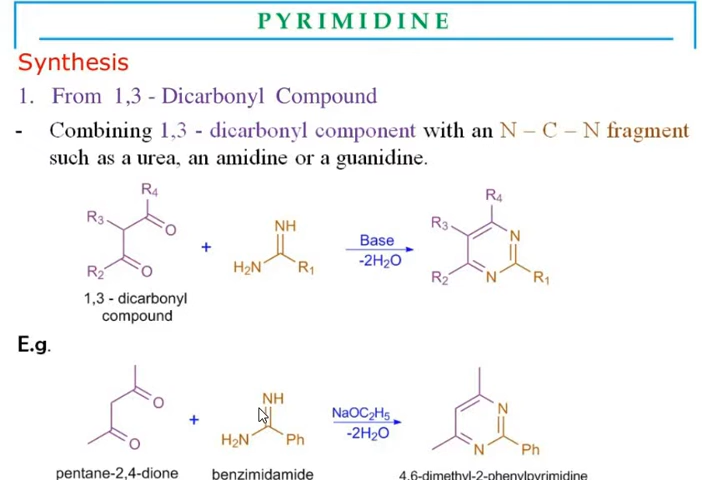 PYRIMIDINE
Synthesis
1. From 1,3 - Dicarbonyl Compound
- Combining 1,3 - dicarbonyl component with an N – C – N fragment
such as a urea, an amidine or a guanidine.
R4
R3
O
R2
O
1,3 - dicarbonyl
compound
+
NH
H2N
R1
Base
-2H2O
R4
R3
N
R2
N
R1
E.g.
O
O
pentane-2,4-dione
+
NH
H2N
Ph
benzimidamide
NaOC2H5
-2H2O
N
N
Ph
4,6-dimethyl-2-phenylpyrimidine